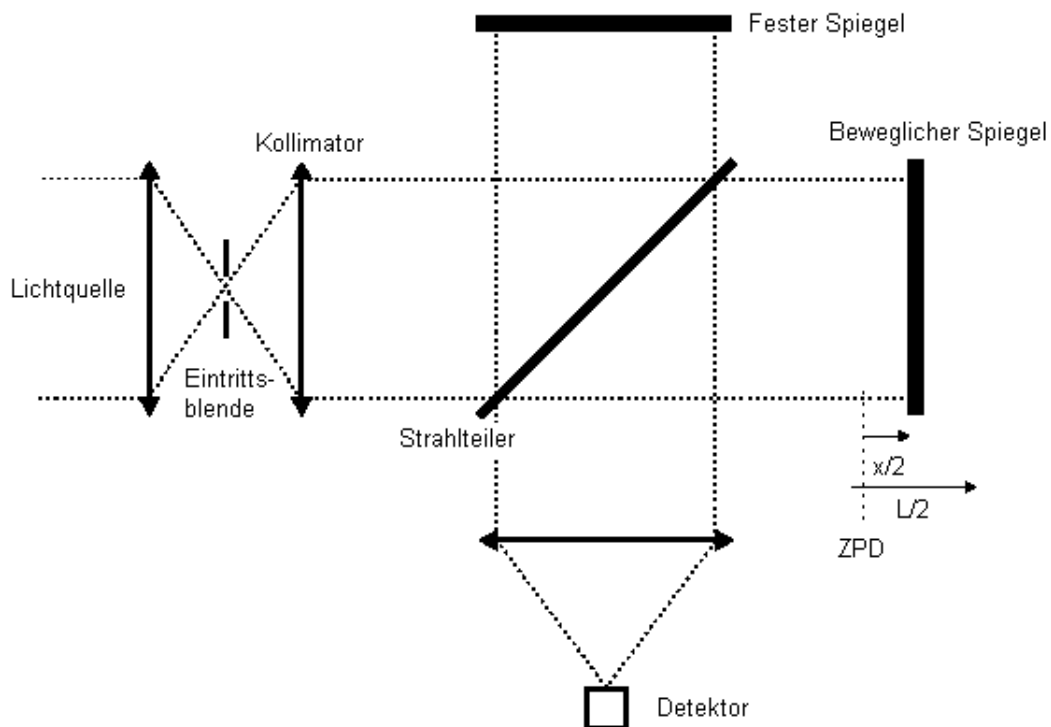 Fester Spiegel
Beweglicher Spiegel
Kollimator
Lichtquelle
Eintritts-
blende
Strahlteiler
x/2
L/2
ZPD
Detektor